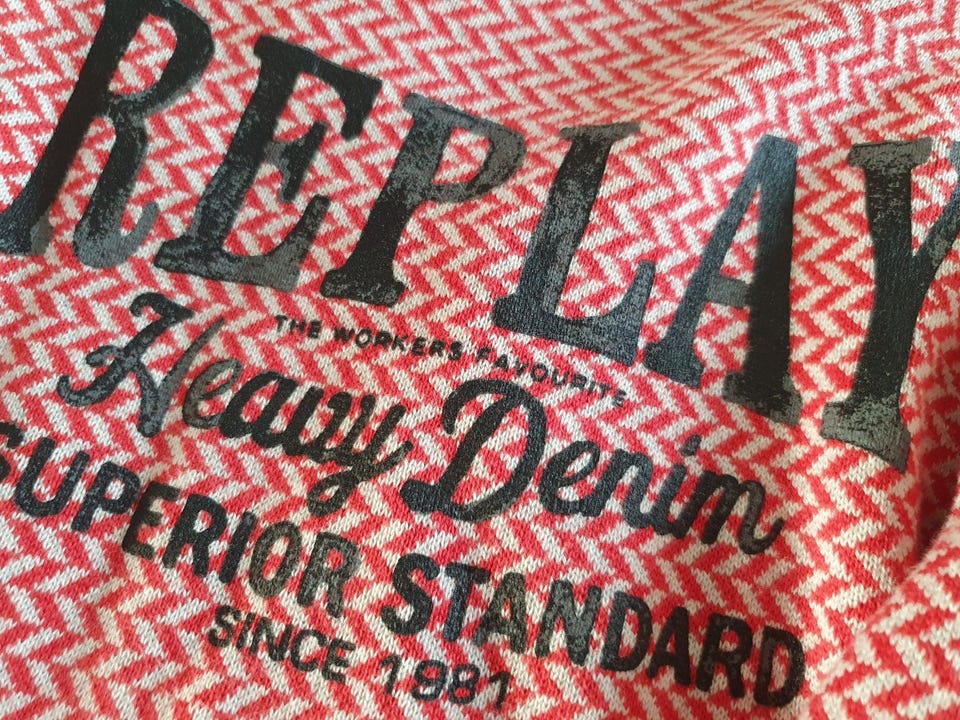 REPLAY
THE WORKERS FAVOURITE
Heavy Denim
SUPERIOR STANDARD
SINCE 1981